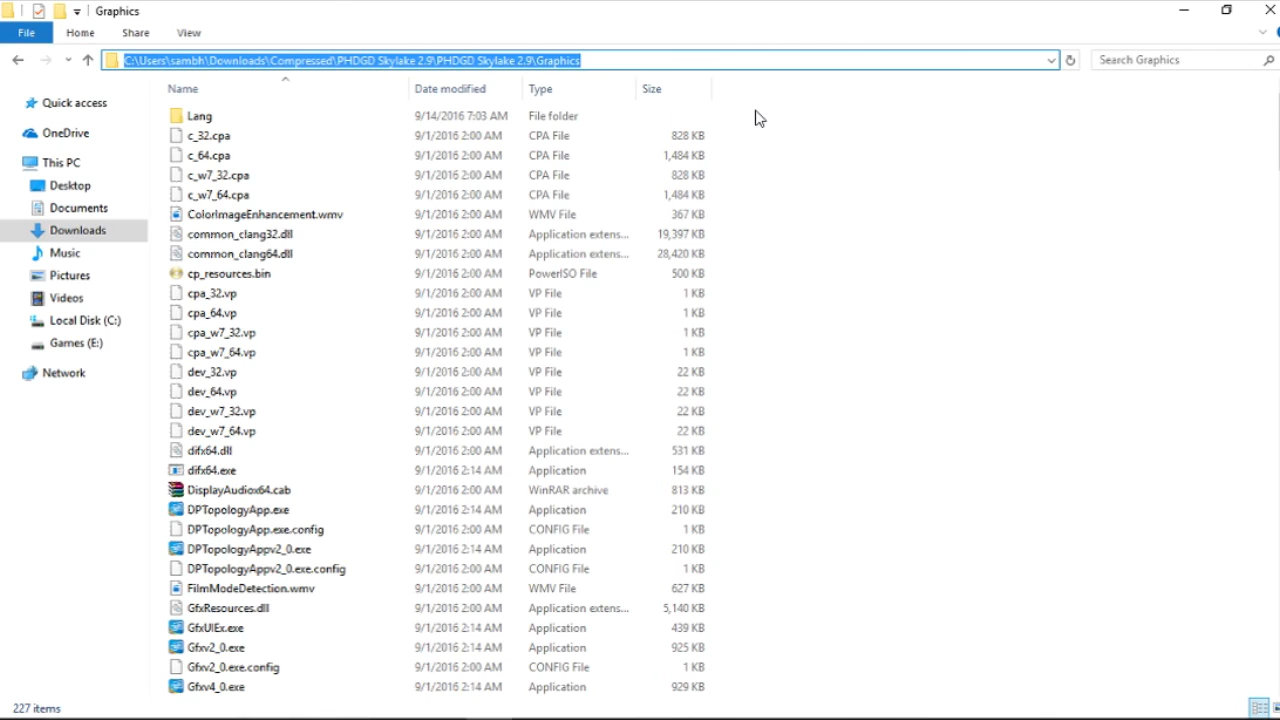 Graphics
File Home Share View
C:\Users\sambh\Downloads\Compressed\PHDGD Skylake 2.9\PHDGD Skylake 2.9\Graphics Search Graphics
Name Date modified Type Size
Quick access
OneDrive
This PC
Desktop
Documents
Downloads
Music
Pictures
Videos
Local Disk (C:)
Games (E:)
Network
Lang 9/14/2016 7:03 AM File folder
c_32.cpa 9/1/2016 2:00 AM CPA File 828 KB
c_64.cpa 9/1/2016 2:00 AM CPA File 1,484 KB
c_w7_32.cpa 9/1/2016 2:00 AM CPA File 828 KB
c_w7_64.cpa 9/1/2016 2:00 AM CPA File 1,484 KB
ColorImageEnhancement.wmv 9/1/2016 2:00 AM WMV File 367 KB
common_clang32.dll 9/1/2016 2:00 AM Application extens... 19,397 KB
common_clang64.dll 9/1/2016 2:00 AM Application extens... 28,420 KB
cp_resources.bin 9/1/2016 2:00 AM PowerISO File 500 KB
cpa_32.vp 9/1/2016 2:00 AM VP File 1 KB
cpa_64.vp 9/1/2016 2:00 AM VP File 1 KB
cpa_w7_32.vp 9/1/2016 2:00 AM VP File 1 KB
cpa_w7_64.vp 9/1/2016 2:00 AM VP File 1 KB
dev_32.vp 9/1/2016 2:00 AM VP File 22 KB
dev_64.vp 9/1/2016 2:00 AM VP File 22 KB
dev_w7_32.vp 9/1/2016 2:00 AM VP File 22 KB
dev_w7_64.vp 9/1/2016 2:00 AM VP File 22 KB
difx64.dll 9/1/2016 2:00 AM Application extens... 531 KB
difx64.exe 9/1/2016 2:14 AM Application 154 KB
DisplayAudiox64.cab 9/1/2016 2:00 AM WinRAR archive 813 KB
DPTopologyApp.exe 9/1/2016 2:14 AM Application 210 KB
DPTopologyApp.exe.config 9/1/2016 2:00 AM CONFIG File 1 KB
DPTopologyAppv2_0.exe 9/1/2016 2:14 AM Application 210 KB
DPTopologyAppv2_0.exe.config 9/1/2016 2:00 AM CONFIG File 1 KB
FilmModeDetection.wmv 9/1/2016 2:00 AM WMV File 627 KB
GfxResources.dll 9/1/2016 2:00 AM Application extens... 5,140 KB
GfxUIEx.exe 9/1/2016 2:14 AM Application 439 KB
Gfxv2_0.exe 9/1/2016 2:14 AM Application 925 KB
Gfxv2_0.exe.config 9/1/2016 2:00 AM CONFIG File 1 KB
Gfxv4_0.exe 9/1/2016 2:14 AM Application 929 KB
227 items